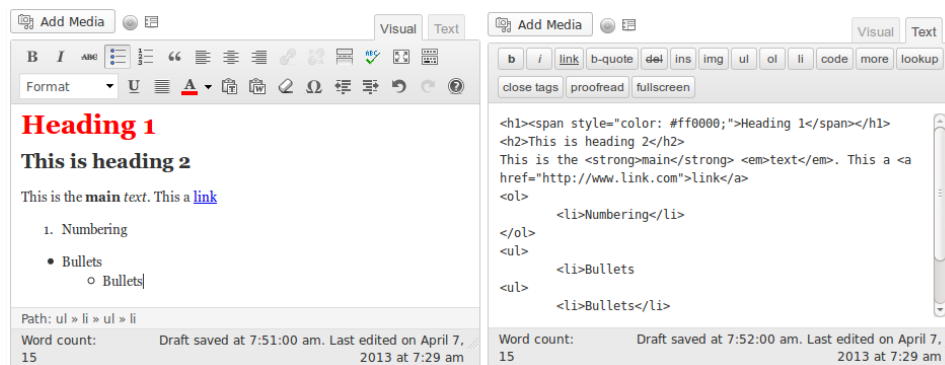 Add Media
Visual Text
B I ABC ABC
Format U A Ω
Heading 1
This is heading 2
This is the main text. This a link
1. Numbering
Bullets
Bullets
Path: ul » li » ul » li
Word count: 15
Draft saved at 7:51:00 am. Last edited on April 7,
2013 at 7:29 am
Add Media
Visual Text
b i link b-quote del ins img ul ol li code more lookup
close tags proofread fullscreen
<h1><span style="color: #ff0000;">Heading 1</span></h1>
<h2>This is heading 2</h2>
This is the <strong>main</strong> <em>text</em>. This a <a
href="http://www.link.com">link</a>
<ol>
<li>Numbering</li>
</ol>
<ul>
<li>Bullets
<ul>
<li>Bullets</li>
Word count: 15
Draft saved at 7:52:00 am. Last edited on April 7,
2013 at 7:29 am